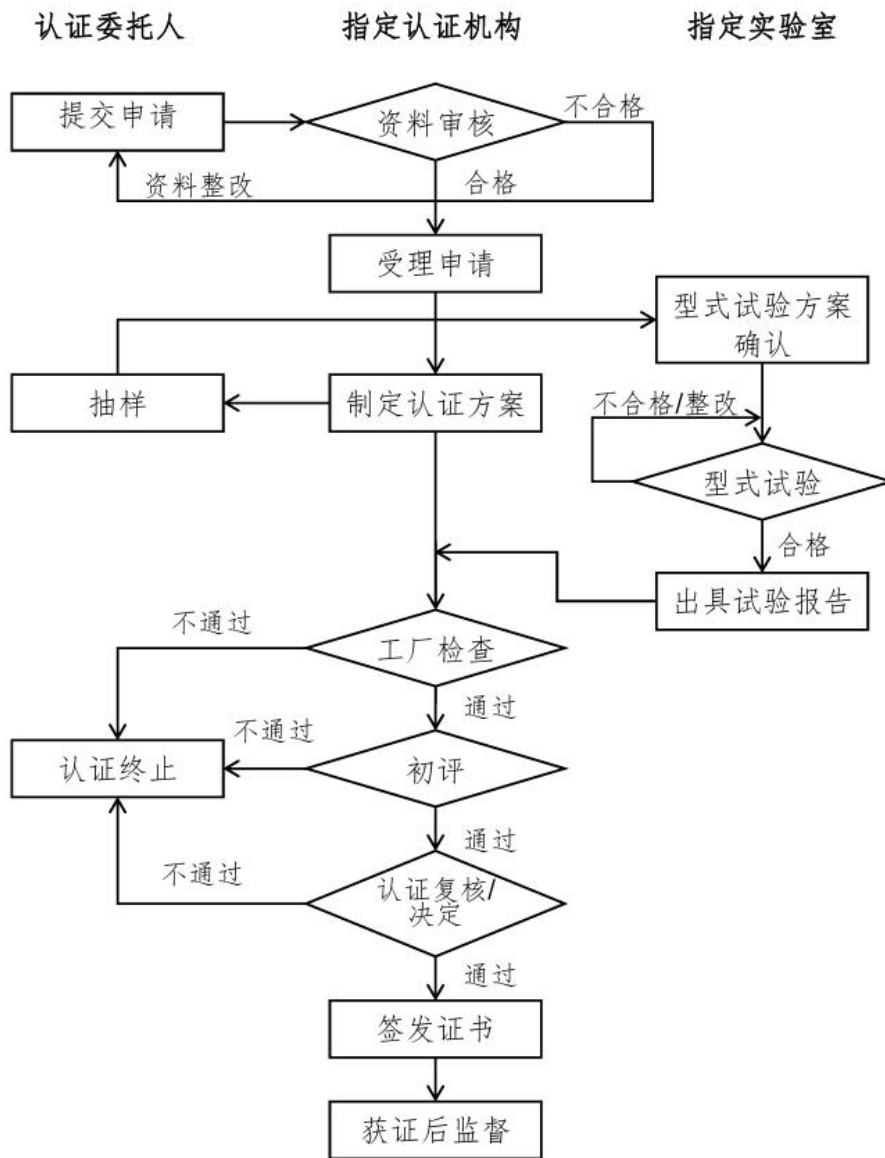 认证委托人
指定认证机构
指定实验室
提交申请
资料审核
不合格
资料整改
合格
受理申请
型式试验方案
确认
抽样
制定认证方案
不合格/整改
型式试验
合格
出具试验报告
不通过
工厂检查
通过
不通过
认证终止
初评
通过
不通过
认证复核/
决定
通过
签发证书
获证后监督